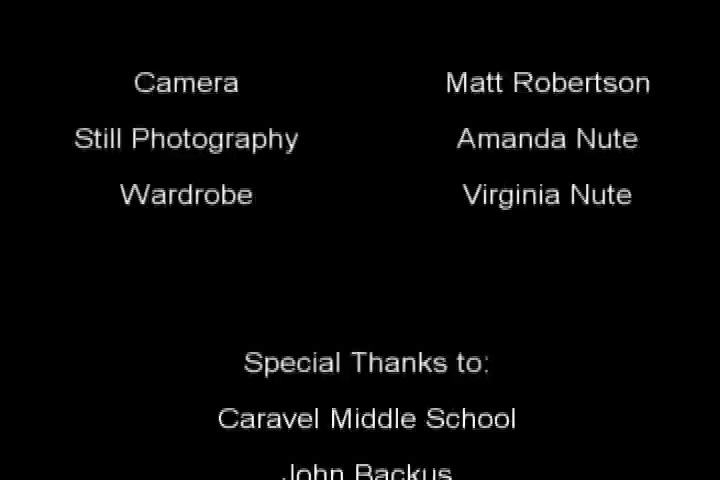 Camera Matt Robertson
Still Photography Amanda Nute
Wardrobe Virginia Nute
Special Thanks to:
Caravel Middle School
John Backus